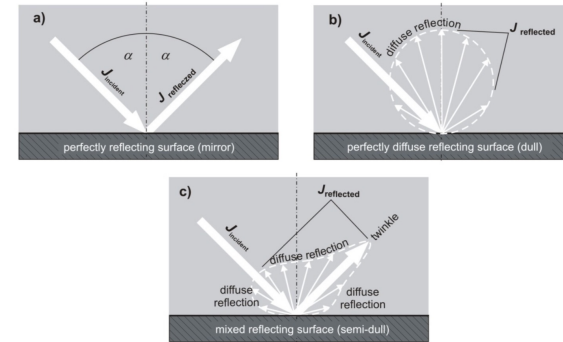 a)
α α
J incident
J refleczed
perfectly reflecting surface (mirror)
b)
diffuse reflection
J incident
J reflected
perfectly diffuse reflecting surface (dull)
c)
J reflected
J incident
twinkle
diffuse reflection
diffuse
reflection
diffuse
reflection
mixed reflecting surface (semi-dull)